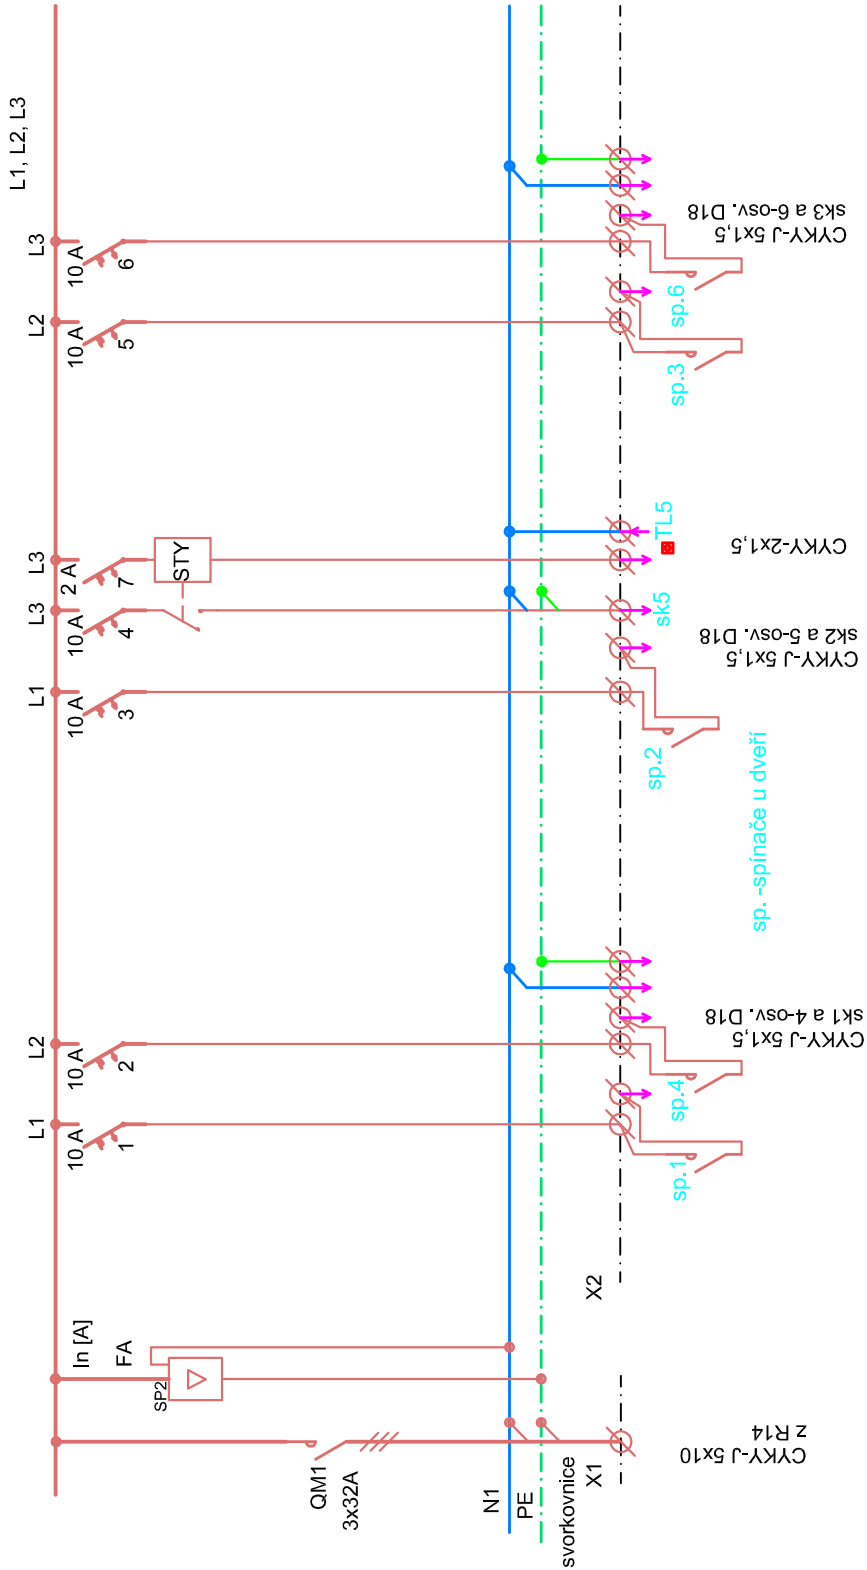 L1, L2, L3
In [A]
FA
SP2
QM1
3x32A
N1
PE
svorkovnice
X1
X2
CYKY-J 5x10
z R14
L1
10 A
1
L2
10 A
2
sp.1
sp.4
CYKY-J 5x1,5
sk1 a 4-osv. D18
L1
10 A
3
L3
10 A
4
L3
2 A
7
STY
sp.2
sk5
TL5
CYKY-J 5x1,5
sk2 a 5-osv. D18
CYKY-2x1,5
sp. -spínače u dveří
L2
10 A
5
L3
10 A
6
sp.3
sp.6
CYKY-J 5x1,5
sk3 a 6-osv. D18